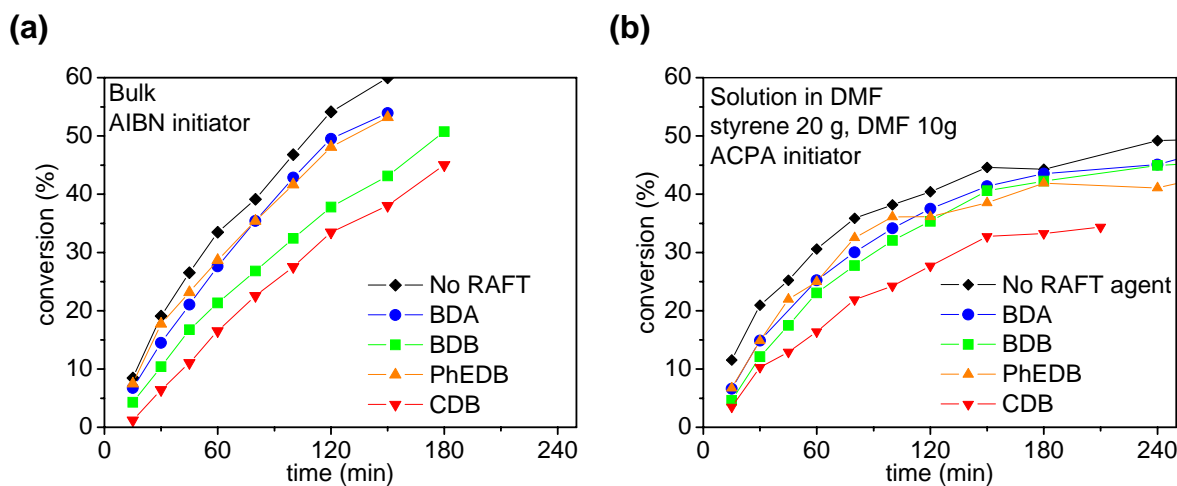 (a)
Bulk
AIBN initiator
60
50
40
30
20
10
0
conversion (%)
No RAFT
BDA
BDB
PhEDB
CDB
60
120
180
240
time (min)
(b)
Solution in DMF
styrene 20 g, DMF 10g
ACPA initiator
60
50
40
30
20
10
0
conversion (%)
No RAFT agent
BDA
BDB
PhEDB
CDB
0
60
120
180
240
time (min)